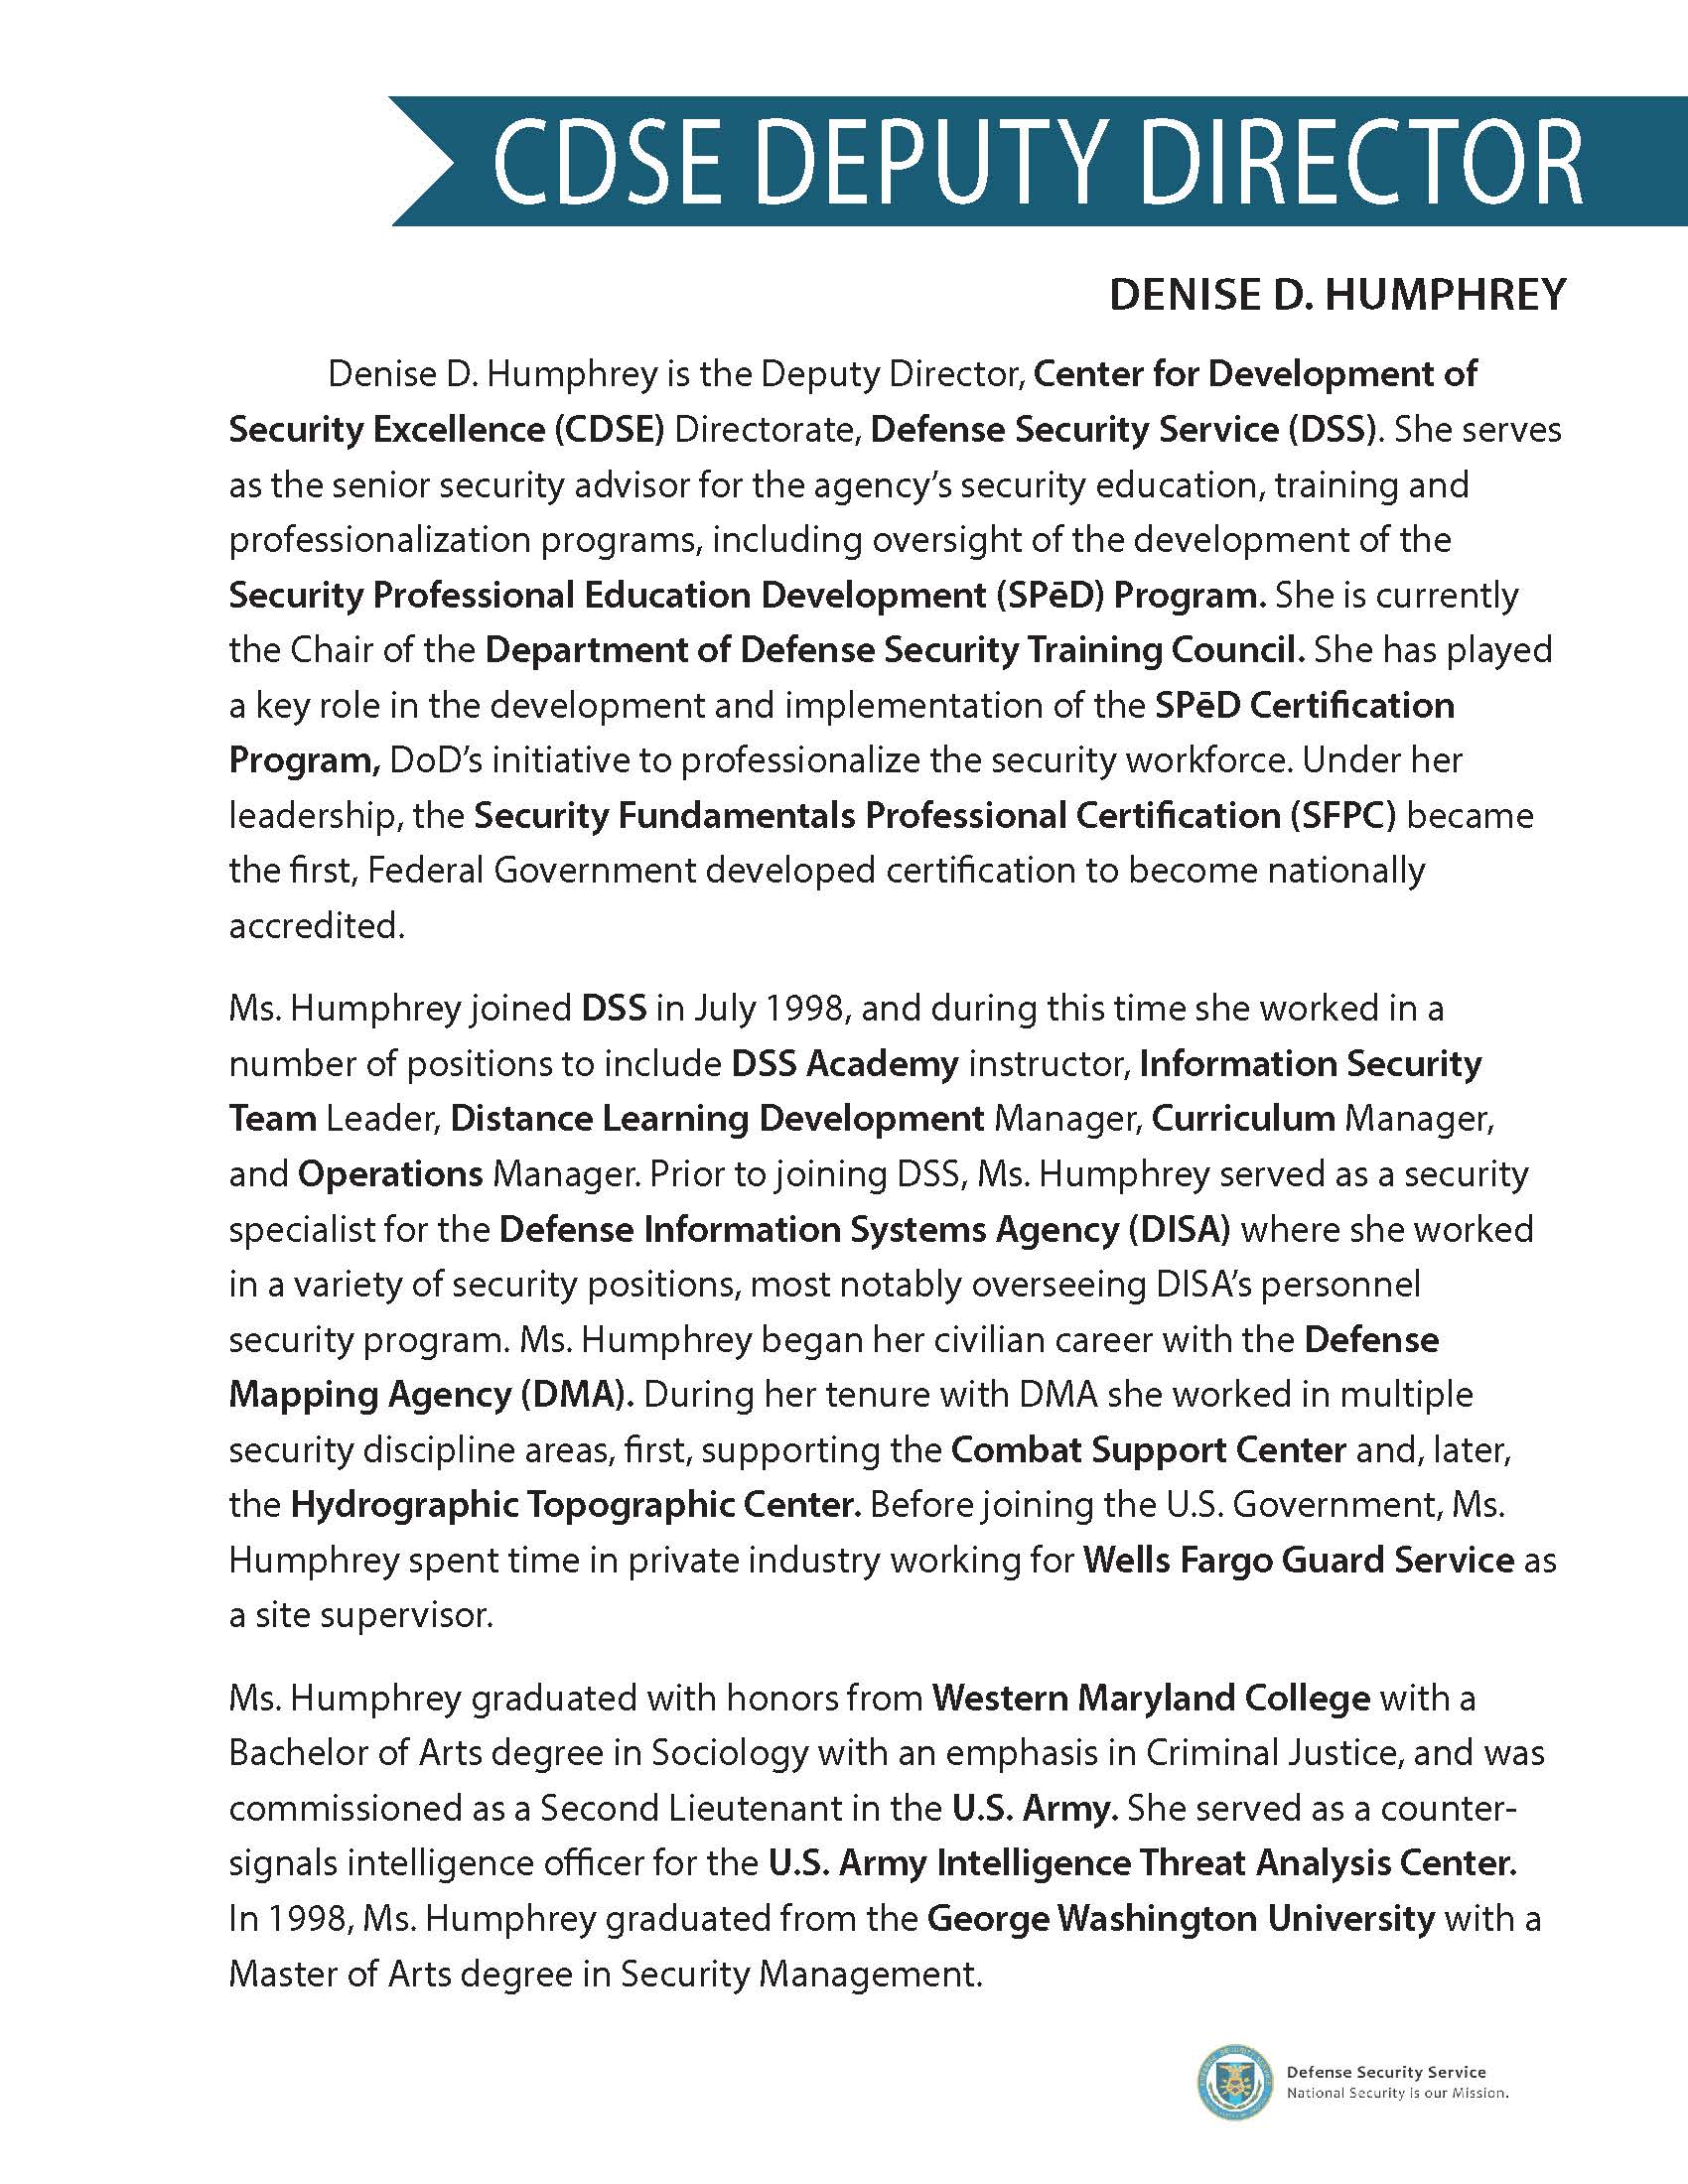 CDSE DEPUTY DIRECTOR
DENISE D. HUMPHREY
Denise D. Humphrey is the Deputy Director, Center for Development of
Security Excellence (CDSE) Directorate, Defense Security Service (DSS). She serves
as the senior security advisor for the agency’s security education, training and
professionalization programs, including oversight of the development of the
Security Professional Education Development (SPēD) Program. She is currently
the Chair of the Department of Defense Security Training Council. She has played
a key role in the development and implementation of the SPēD Certification
Program, DoD’s initiative to professionalize the security workforce. Under her
leadership, the Security Fundamentals Professional Certification (SFPC) became
the first, Federal Government developed certification to become nationally
accredited.
Ms. Humphrey joined DSS in July 1998, and during this time she worked in a
number of positions to include DSS Academy instructor, Information Security
Team Leader, Distance Learning Development Manager, Curriculum Manager,
and Operations Manager. Prior to joining DSS, Ms. Humphrey served as a security
specialist for the Defense Information Systems Agency (DISA) where she worked
in a variety of security positions, most notably overseeing DISA’s personnel
security program. Ms. Humphrey began her civilian career with the Defense
Mapping Agency (DMA). During her tenure with DMA she worked in multiple
security discipline areas, first, supporting the Combat Support Center and, later,
the Hydrographic Topographic Center. Before joining the U.S. Government, Ms.
Humphrey spent time in private industry working for Wells Fargo Guard Service as
a site supervisor.
Ms. Humphrey graduated with honors from Western Maryland College with a
Bachelor of Arts degree in Sociology with an emphasis in Criminal Justice, and was
commissioned as a Second Lieutenant in the U.S. Army. She served as a counter-
signals intelligence officer for the U.S. Army Intelligence Threat Analysis Center.
In 1998, Ms. Humphrey graduated from the George Washington University with a
Master of Arts degree in Security Management.
Defense Security Service
National Security is our Mission.